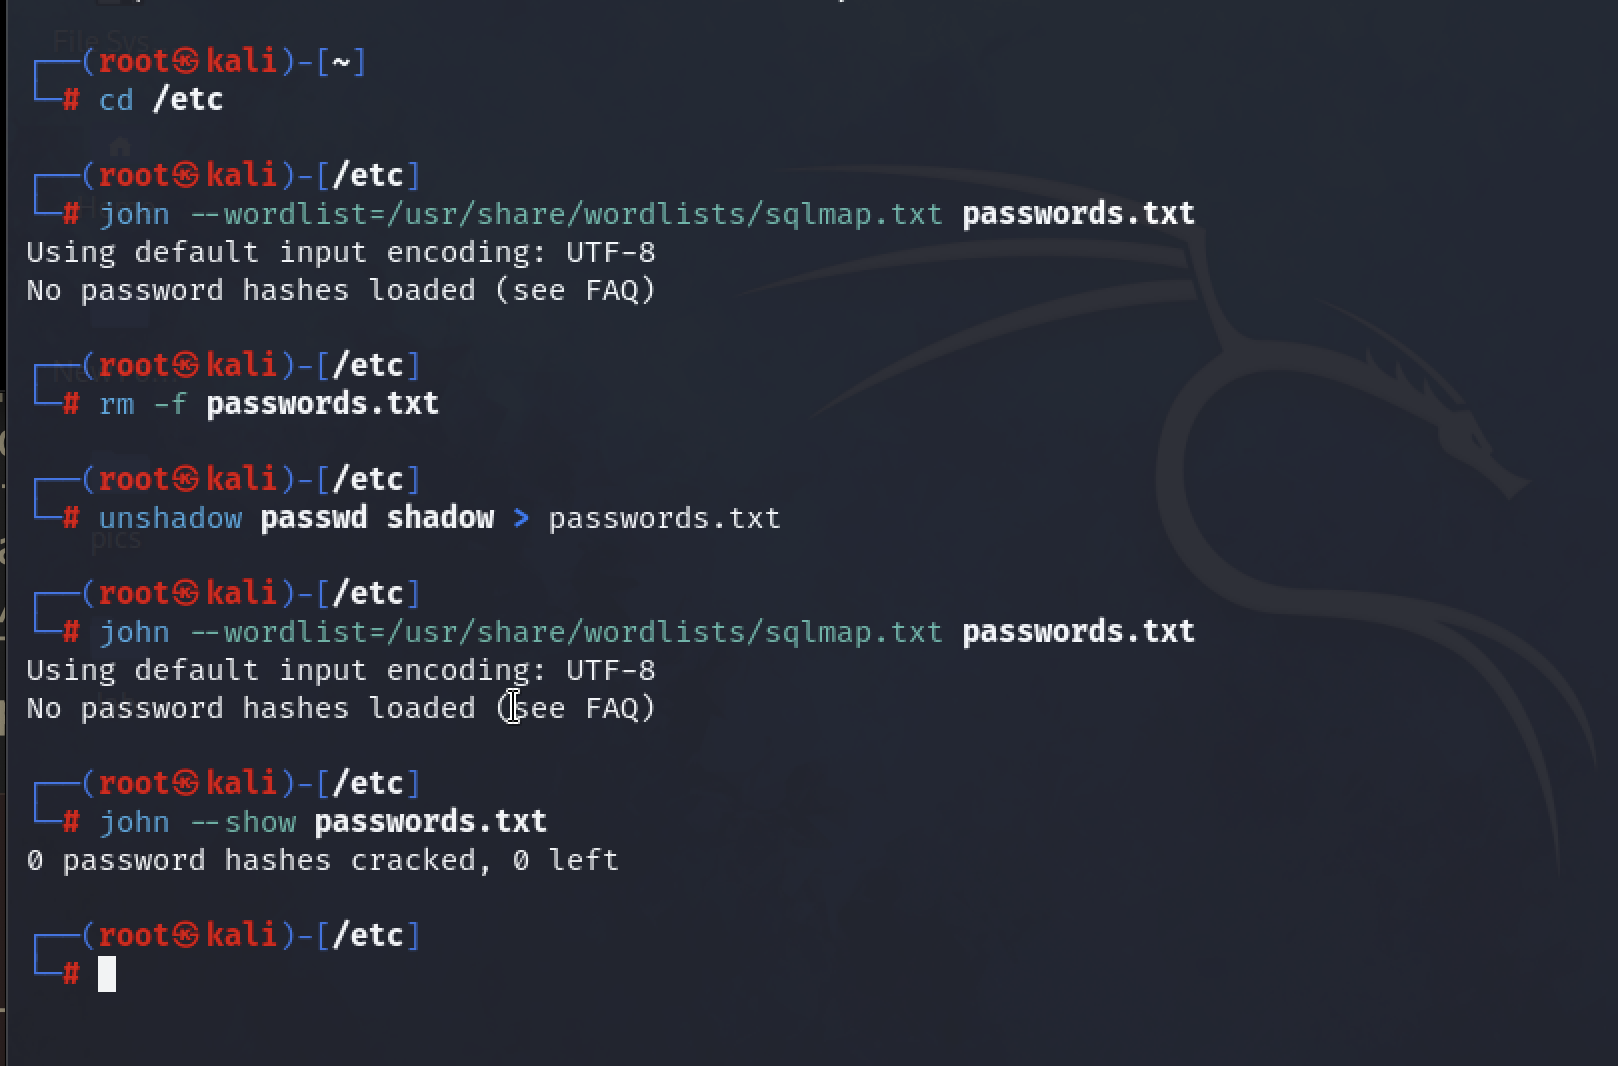 File Sys
┌──(root㉿kali)-[~]
└─# cd /etc
┌──(root㉿kali)-[/etc]
└─# john --wordlist=/usr/share/wordlists/sqlmap.txt passwords.txt
Using default input encoding: UTF-8
No password hashes loaded (see FAQ)
┌──(root㉿kali)-[/etc]
└─# rm -f passwords.txt
┌──(root㉿kali)-[/etc]
└─# unshadow passwd shadow > passwords.txt
pics
┌──(root㉿kali)-[/etc]
└─# john --wordlist=/usr/share/wordlists/sqlmap.txt passwords.txt
Using default input encoding: UTF-8
No password hashes loaded (see FAQ)
┌──(root㉿kali)-[/etc]
└─# john --show passwords.txt
0 password hashes cracked, 0 left
┌──(root㉿kali)-[/etc]
└─#